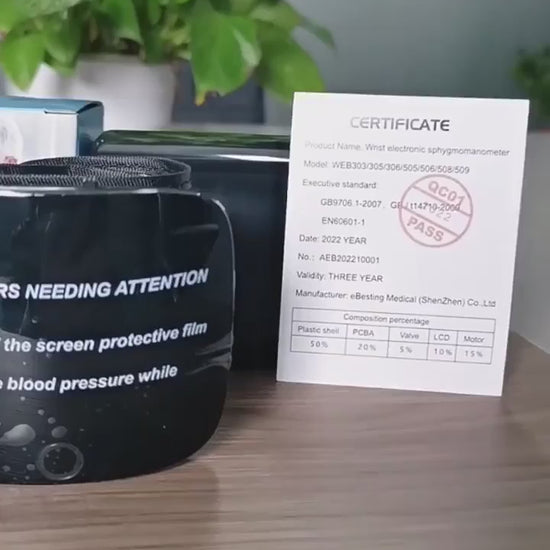 CERTIFICATE
Product Name: Wrist electronic sphygmomanometer
Model: WEB303/305/306/505/506/508/509
Executive standard:
GB9706.1-2007 GB/T14710-2009
EN60601-1
Date: 2022 YEAR
No.: AEB202210001
Validity: THREE YEAR
Manufacturer: eBesting Medical (ShenZhen) Co.,Ltd
Composition percentage
Plastic shell PCBA Valve LCD Motor
50% 20% 5% 10% 15%
QC01
PASS
RS NEEDING ATTENTION
the screen protective film
blood pressure while